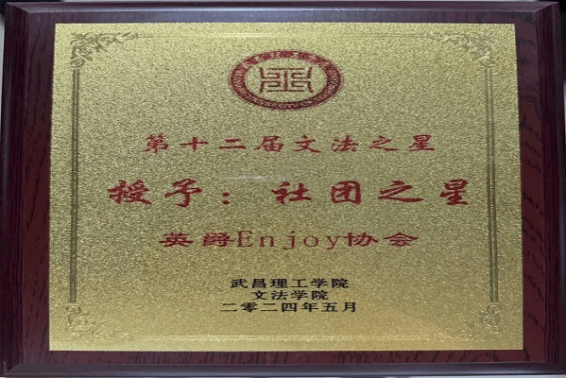 第十二届文法之星
授予：社团之星
英爵Enjoy协会
武昌理工学院
文法学院
二零二四年五月